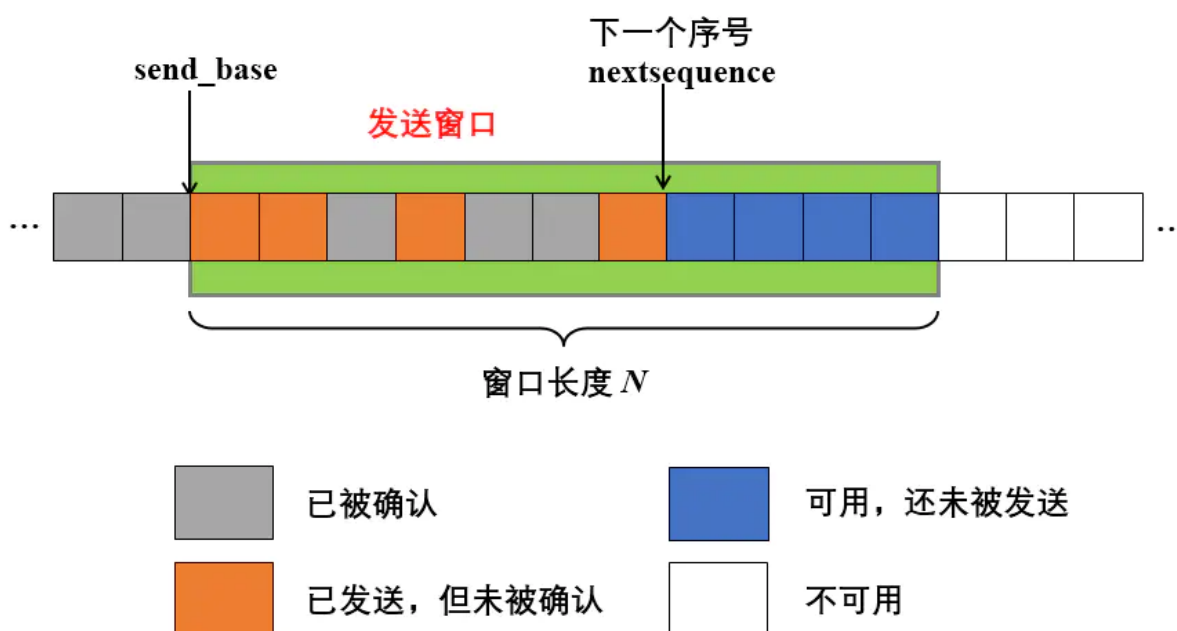 下一个序号
send_base
nextsequence
发送窗口
...
..
窗口长度 N
已被确认
可用，还未被发送
已发送，但未被确认
不可用